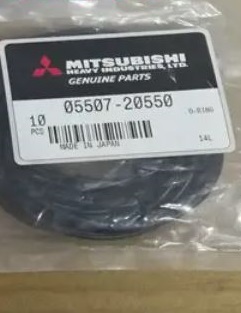 MITSUBISHI
HEAVY INDUSTRIES, LTD.
GENUINE PARTS
05507-20550
10 PCS
O-RING
MADE IN JAPAN
14L